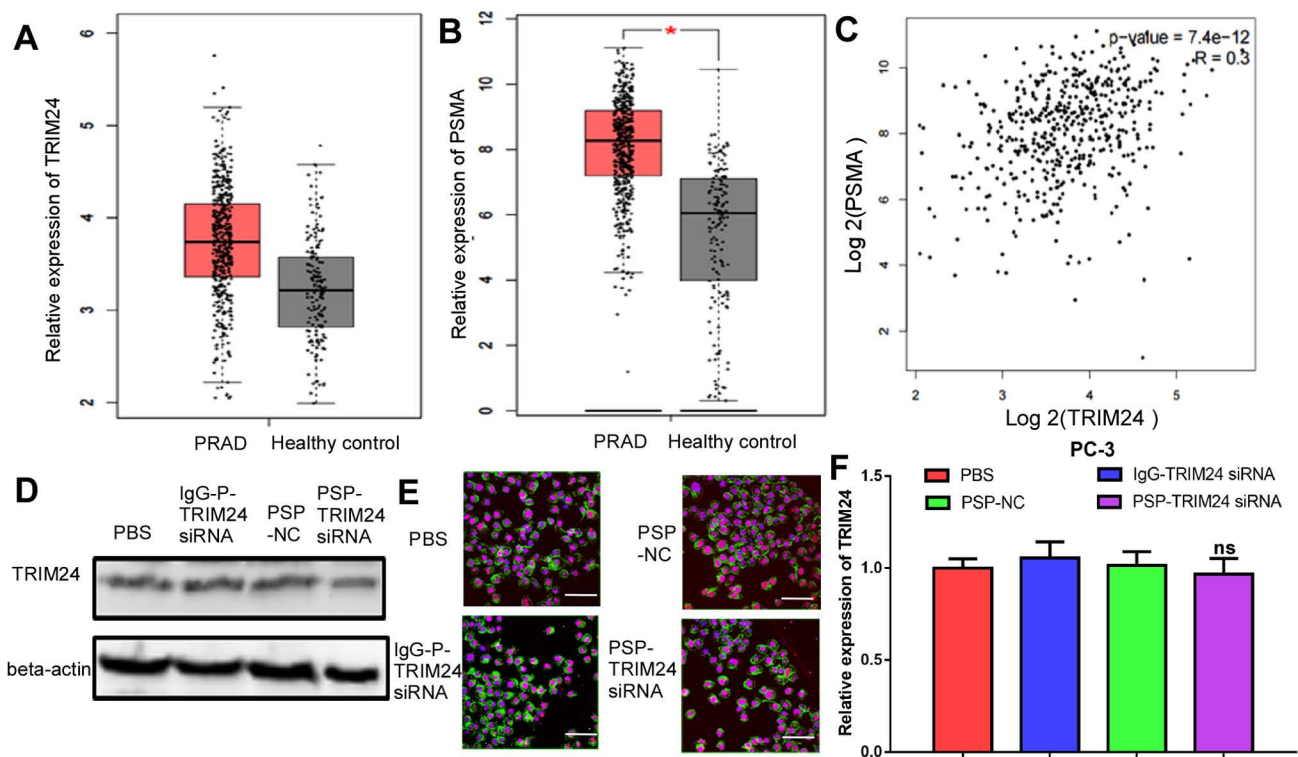 A
Relative expression of TRIM24
6
5
4
3
2
PRAD
Healthy control
B
Relative expression of PSMA
12
10
8
6
4
2
0
*
PRAD
Healthy control
C
p-value = 7.4e−12
R = 0.3
Log 2(PSMA)
10
8
6
4
2
2
3
4
5
Log 2(TRIM24 )
D
PBS
IgG-P-
TRIM24
siRNA
PSP
-NC
PSP-
TRIM24
siRNA
TRIM24
beta-actin
E
PBS
PSP
-NC
IgG-P-
TRIM24
siRNA
PSP-
TRIM24
siRNA
F
PC-3
PBS
IgG-TRIM24 siRNA
PSP-NC
PSP-TRIM24 siRNA
Relative expression of TRIM24
1.5
1.0
0.5
0.0
ns